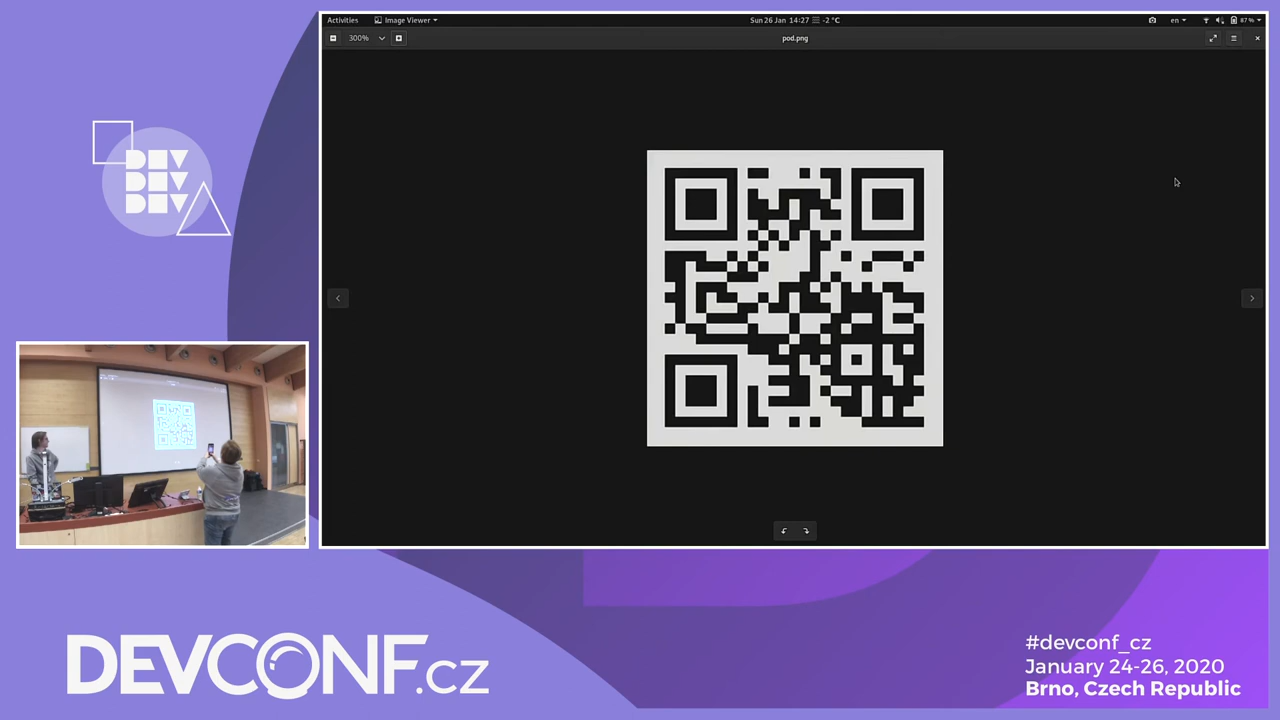 Activities
Image Viewer
Sun 26 Jan 14:27
-2 °C
en
87 %
300%
pod.png
DEV
DEV
DEV
DEVCONF.cz
#devconf_cz
January 24-26, 2020
Brno, Czech Republic